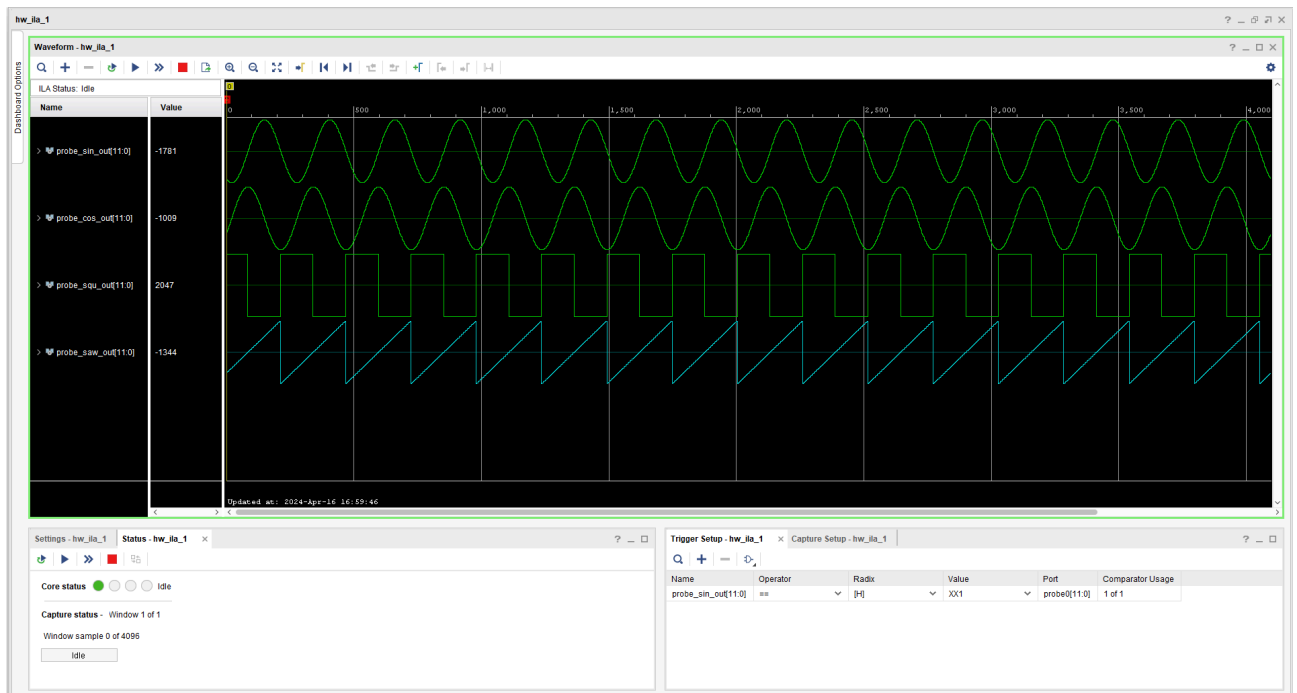 hw_ila_1
Dashboard Options
Waveform - hw_ila_1
ILA Status: Idle
Name Value
0
0 500 1,000 1,500 2,000 2,500 3,000 3,500 4,000
probe_sin_out[11:0] -1781
probe_cos_out[11:0] -1009
probe_squ_out[11:0] 2047
probe_saw_out[11:0] -1344
Updated at: 2024-Apr-16 16:59:46
Settings - hw_ila_1 Status - hw_ila_1
Core status Idle
Capture status - Window 1 of 1
Window sample 0 of 4096
Idle
Trigger Setup - hw_ila_1 Capture Setup - hw_ila_1
Name Operator Radix Value Port Comparator Usage
probe_sin_out[11:0] == [H] XX1 probe0[11:0] 1 of 1